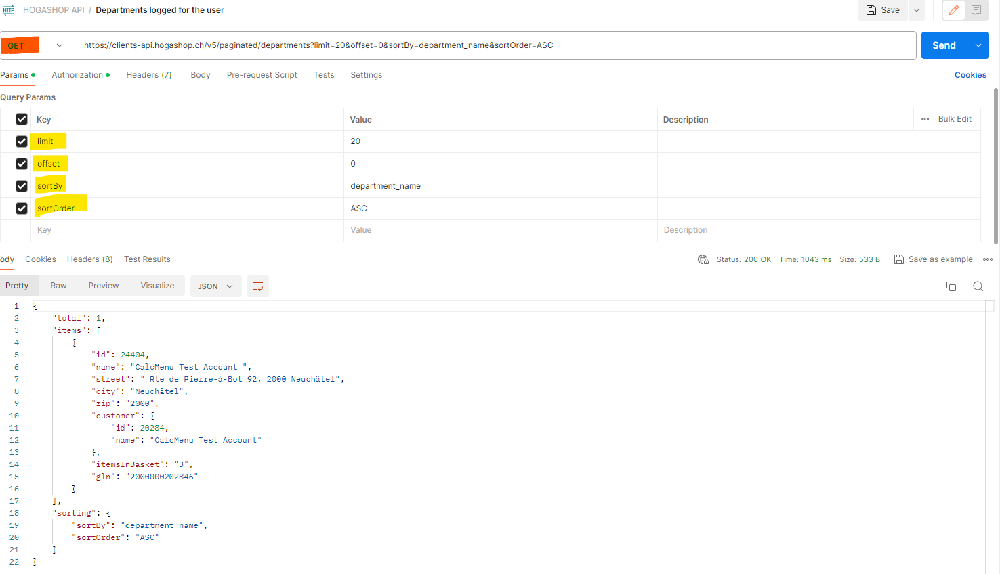 HTTP HOGASHOP API / Departments logged for the user Save
GET https://clients-api.hogashop.ch/v5/paginated/departments?limit=20&offset=0&sortBy=department_name&sortOrder=ASC Send
Params Authorization Headers (7) Body Pre-request Script Tests Settings Cookies
Query Params
Key Value Description ••• Bulk Edit
limit 20
offset 0
sortBy department_name
sortOrder ASC
Key Value Description
ody Cookies Headers (8) Test Results Status: 200 OK Time: 1043 ms Size: 533 B Save as example
Pretty Raw Preview Visualize JSON
1 {
2 "total": 1,
3 "items": [
4 {
5 "id": 24404,
6 "name": "CalcMenu Test Account ",
7 "street": " Rte de Pierre-à-Bot 92, 2000 Neuchâtel",
8 "city": "Neuchâtel",
9 "zip": "2000",
10 "customer": {
11 "id": 20284,
12 "name": "CalcMenu Test Account"
13 },
14 "itemsInBasket": "3",
15 "gln": "2000000202846"
16 }
17 ],
18 "sorting": {
19 "sortBy": "department_name",
20 "sortOrder": "ASC"
21 }
22 }